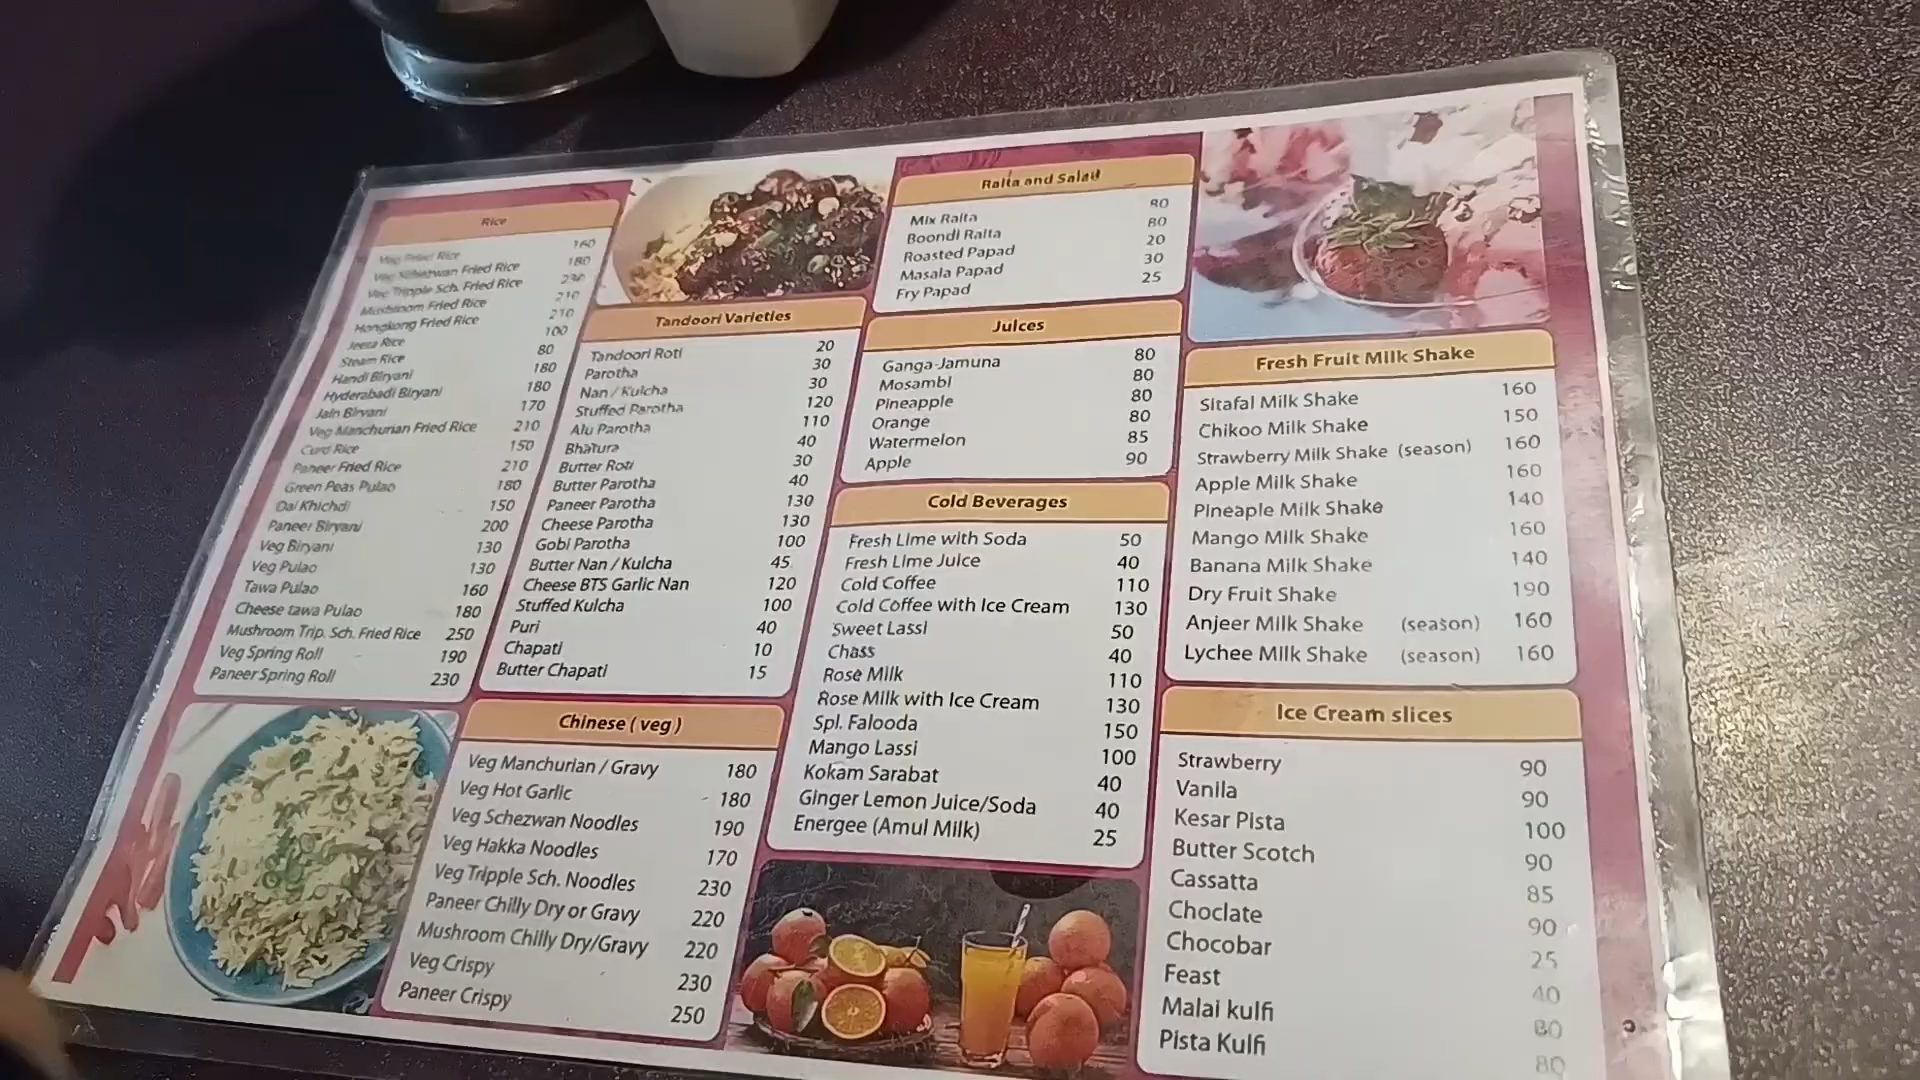 Rice
Veg Fried Rice 160
Veg Schezwan Fried Rice 180
Veg Tripple Sch. Fried Rice 230
Mushroom Fried Rice 210
Hongkong Fried Rice 210
Jeera Rice 100
Steam Rice 80
Handi Biryani 180
Hyderabadi Biryani 180
Jain Biryani 170
Veg Manchurian Fried Rice 210
Curd Rice 150
Paneer Fried Rice 210
Green Peas Pulao 180
Dal Khichdi 150
Paneer Biryani 200
Veg Biryani 130
Veg Pulao 130
Tawa Pulao 160
Cheese tawa Pulao 180
Mushroom Trip. Sch. Fried Rice 250
Veg Spring Roll 190
Paneer Spring Roll 230
Tandoori Varieties
Tandoori Roti 20
Parotha 30
Nan / Kulcha 30
Stuffed Parotha 120
Alu Parotha 110
Bhatura 40
Butter Roti 30
Butter Parotha 40
Paneer Parotha 130
Cheese Parotha 130
Gobi Parotha 100
Butter Nan / Kulcha 45
Cheese BTS Garlic Nan 120
Stuffed Kulcha 100
Puri 40
Chapati 10
Butter Chapati 15
Chinese ( veg )
Veg Manchurian / Gravy 180
Veg Hot Garlic 180
Veg Schezwan Noodles 190
Veg Hakka Noodles 170
Veg Tripple Sch. Noodles 230
Paneer Chilly Dry or Gravy 220
Mushroom Chilly Dry/Gravy 220
Veg Crispy 230
Paneer Crispy 250
Raita and Salad
Mix Raita 80
Boondi Raita 80
Roasted Papad 20
Masala Papad 30
Fry Papad 25
Juices
Ganga-Jamuna 80
Mosambi 80
Pineapple 80
Orange 80
Watermelon 85
Apple 90
Cold Beverages
Fresh Lime with Soda 50
Fresh Lime Juice 40
Cold Coffee 110
Cold Coffee with Ice Cream 130
Sweet Lassi 50
Chass 40
Rose Milk 110
Rose Milk with Ice Cream 130
Spl. Falooda 150
Mango Lassi 100
Kokam Sarabat 40
Ginger Lemon Juice/Soda 40
Energee (Amul Milk) 25
Fresh Fruit Milk Shake
Sitafal Milk Shake 160
Chikoo Milk Shake 150
Strawberry Milk Shake (season) 160
Apple Milk Shake 160
Pineaple Milk Shake 140
Mango Milk Shake 160
Banana Milk Shake 140
Dry Fruit Shake 190
Anjeer Milk Shake (season) 160
Lychee Milk Shake (season) 160
Ice Cream slices
Strawberry 90
Vanila 90
Kesar Pista 100
Butter Scotch 90
Cassatta 85
Choclate 90
Chocobar 25
Feast 40
Malai kulfi 80
Pista Kulfi 80